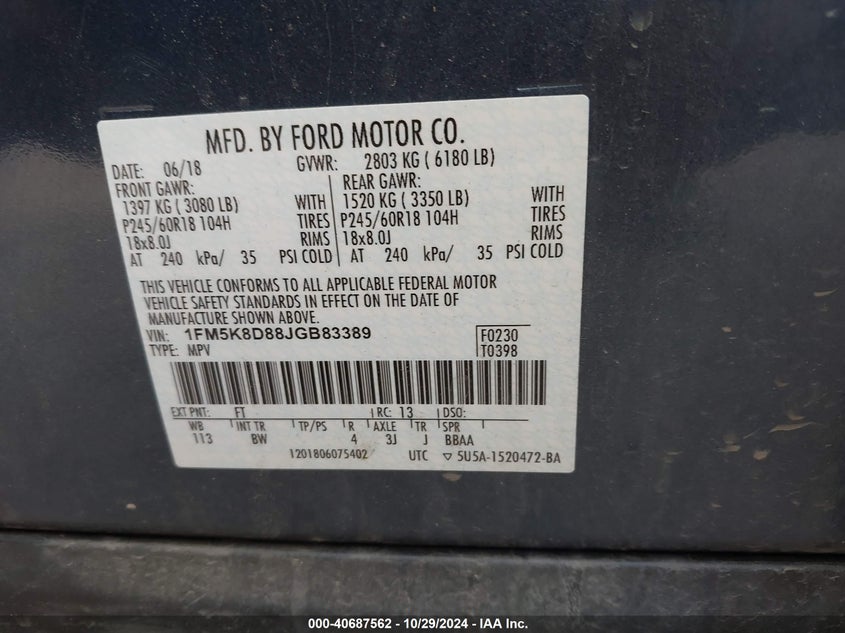 MFD. BY FORD MOTOR CO.
DATE: 06/18 GVWR: 2803 KG ( 6180 LB)
FRONT GAWR: REAR GAWR:
1397 KG ( 3080 LB) WITH 1520 KG ( 3350 LB) WITH
P245/60R18 104H TIRES P245/60R18 104H TIRES
18x8.0J RIMS 18x8.0J RIMS
AT 240 kPa/ 35 PSI COLD AT 240 kPa/ 35 PSI COLD
THIS VEHICLE CONFORMS TO ALL APPLICABLE FEDERAL MOTOR
VEHICLE SAFETY STANDARDS IN EFFECT ON THE DATE OF
MANUFACTURE SHOWN ABOVE.
VIN: 1FM5K8D88JGB83389 F0230
TYPE: MPV T0398
EXT PNT: FT RC: 13 DSO:
WB INT TR TP/PS R AXLE TR SPR
113 BW 4 3J J BBAA
1201806075402 UTC ▽ 5U5A-1520472-BA
000-40687562 - 10/29/2024 - IAA Inc.